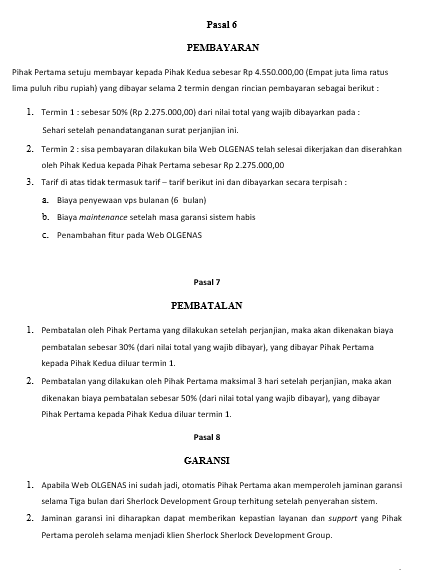 Pasal 6
PEMBAYARAN
Pihak Pertama setuju membayar kepada Pihak Kedua sebesar Rp 4.550.000,00 (Empat juta lima ratus
lima puluh ribu rupiah) yang dibayar selama 2 termin dengan rincian pembayaran sebagai berikut :
1. Termin 1 : sebesar 50% (Rp 2.275.000,00) dari nilai total yang wajib dibayarkan pada :
Sehari setelah penandatanganan surat perjanjian ini.
2. Termin 2 : sisa pembayaran dilakukan bila Web OLGENAS telah selesai dikerjakan dan diserahkan
oleh Pihak Kedua kepada Pihak Pertama sebesar Rp 2.275.000,00
3. Tarif di atas tidak termasuk tarif – tarif berikut ini dan dibayarkan secara terpisah :
a. Biaya penyewaan vps bulanan (6 bulan)
b. Biaya maintenance setelah masa garansi sistem habis
c. Penambahan fitur pada Web OLGENAS
Pasal 7
PEMBATALAN
1. Pembatalan oleh Pihak Pertama yang dilakukan setelah perjanjian, maka akan dikenakan biaya
pembatalan sebesar 30% (dari nilai total yang wajib dibayar), yang dibayar Pihak Pertama
kepada Pihak Kedua diluar termin 1.
2. Pembatalan yang dilakukan oleh Pihak Pertama maksimal 3 hari setelah perjanjian, maka akan
dikenakan biaya pembatalan sebesar 50% (dari nilai total yang wajib dibayar), yang dibayar
Pihak Pertama kepada Pihak Kedua diluar termin 1.
Pasal 8
GARANSI
1. Apabila Web OLGENAS ini sudah jadi, otomatis Pihak Pertama akan memperoleh jaminan garansi
selama Tiga bulan dari Sherlock Development Group terhitung setelah penyerahan sistem.
2. Jaminan garansi ini diharapkan dapat memberikan kepastian layanan dan support yang Pihak
Pertama peroleh selama menjadi klien Sherlock Sherlock Development Group.